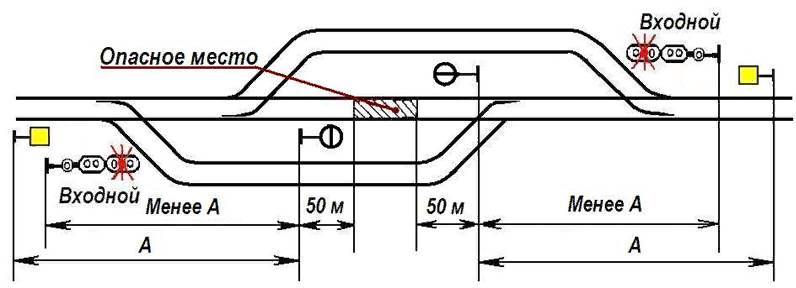 Входной
Опасное место
Входной
Менее А
50 м
50 м
Менее А
А
А